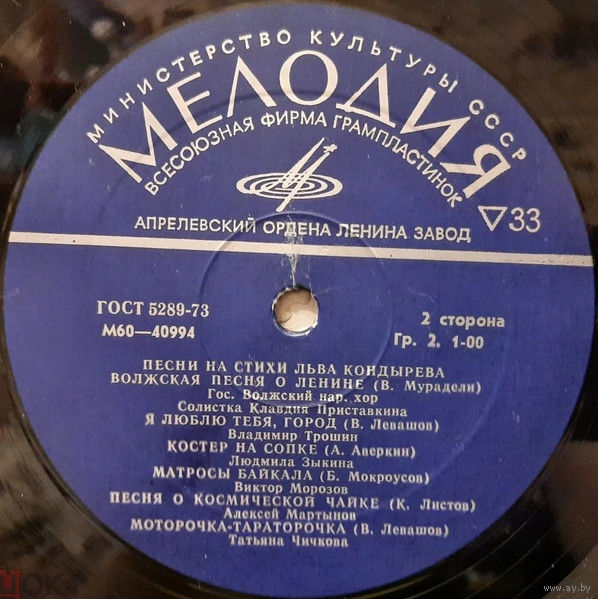 МИНИСТЕРСТВО КУЛЬТУРЫ СССР
МЕЛОДИЯ
ВСЕСОЮЗНАЯ ФИРМА ГРАМПЛАСТИНОК
АПРЕЛЕВСКИЙ ОРДЕНА ЛЕНИНА ЗАВОД
33
ГОСТ 5289-73
М60—40994
2 сторона
Гр. 2. 1-00
ПЕСНИ НА СТИХИ ЛЬВА КОНДЫРЕВА
ВОЛЖСКАЯ ПЕСНЯ О ЛЕНИНЕ (В. Мурадели)
Гос. Волжский нар. хор
Солистка Клавдия Приставкина
Я ЛЮБЛЮ ТЕБЯ, ГОРОД (В. Левашов)
Владимир Трошин
КОСТЕР НА СОПКЕ (А. Аверкин)
Людмила Зыкина
МАТРОСЫ БАЙКАЛА (Б. Мокроусов)
Виктор Морозов
ПЕСНЯ О КОСМИЧЕСКОЙ ЧАЙКЕ (К. Листов)
Алексей Мартынов
МОТОРОЧКА-ТАРАТОРОЧКА (В. Левашов)
Татьяна Чичкова
www.ay.by